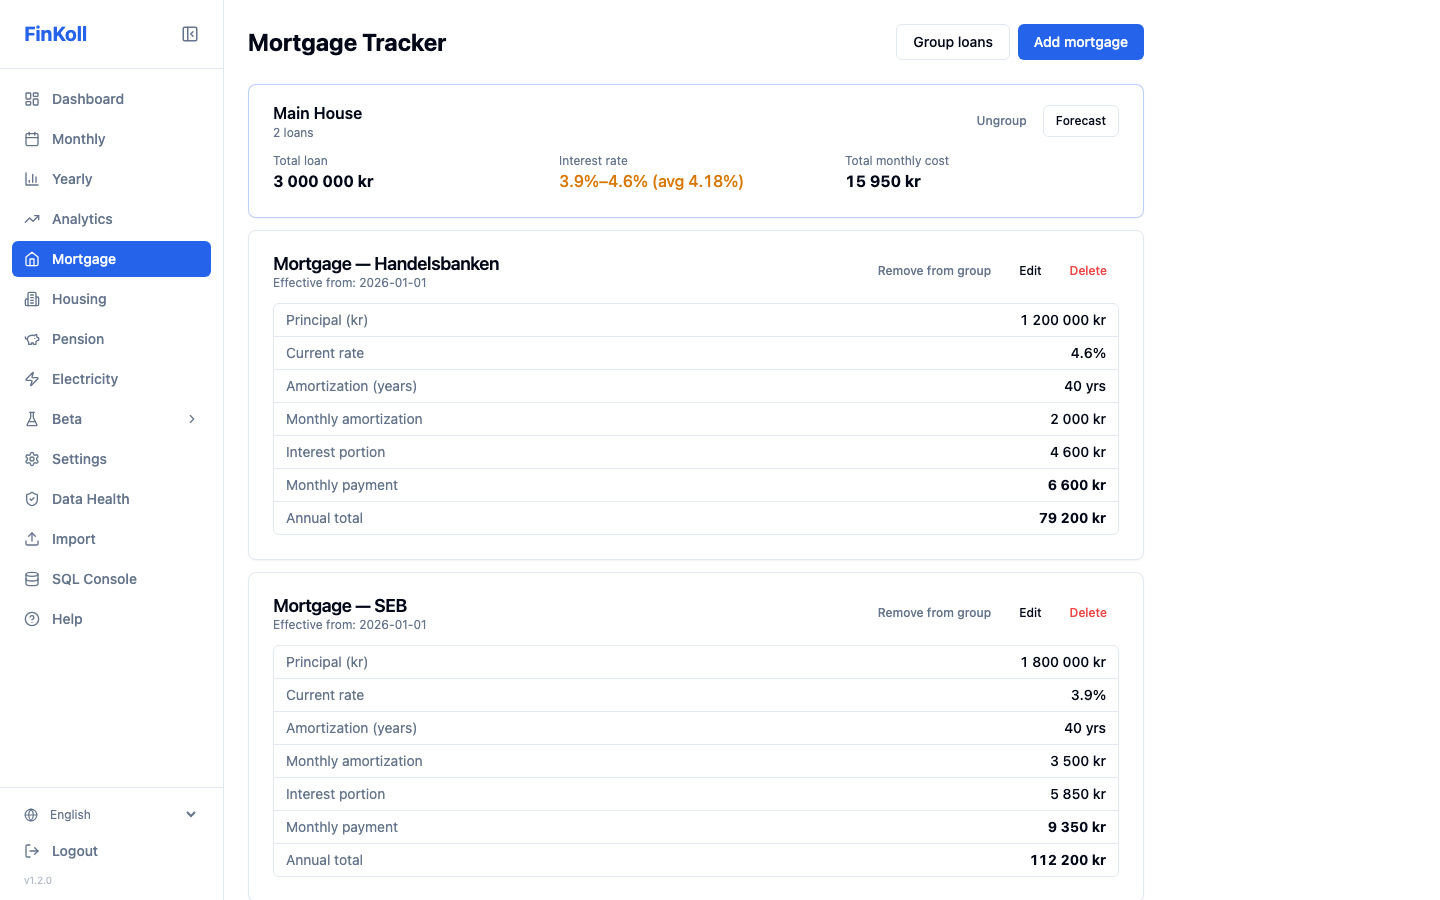 FinKoll
Dashboard
Monthly
Yearly
Analytics
Mortgage
Housing
Pension
Electricity
Beta
Settings
Data Health
Import
SQL Console
Help
English
Logout
v1.2.0
Mortgage Tracker
Group loans
Add mortgage
Main House
2 loans
Ungroup
Forecast
Total loan
3 000 000 kr
Interest rate
3.9%–4.6% (avg 4.18%)
Total monthly cost
15 950 kr
Mortgage — Handelsbanken
Effective from: 2026-01-01
Remove from group
Edit
Delete
Principal (kr) 1 200 000 kr
Current rate 4.6%
Amortization (years) 40 yrs
Monthly amortization 2 000 kr
Interest portion 4 600 kr
Monthly payment 6 600 kr
Annual total 79 200 kr
Mortgage — SEB
Effective from: 2026-01-01
Remove from group
Edit
Delete
Principal (kr) 1 800 000 kr
Current rate 3.9%
Amortization (years) 40 yrs
Monthly amortization 3 500 kr
Interest portion 5 850 kr
Monthly payment 9 350 kr
Annual total 112 200 kr